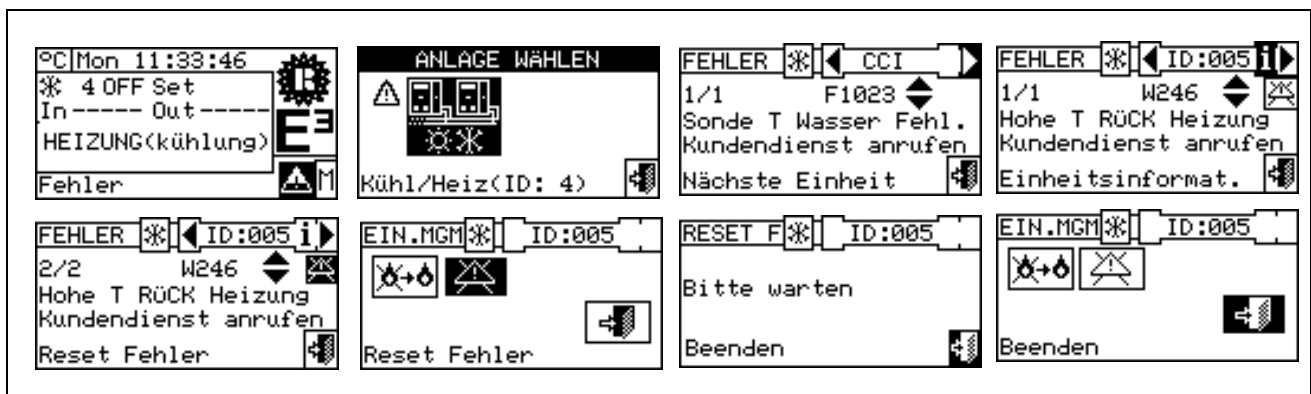 °C Mon 11:33:46
4 OFF Set
In----- Out-----
HEIZUNG(kühlung)
E3
Fehler
M
ANLAGE WäHLEN
Kühl/Heiz(ID: 4)
FEHLER CCI
1/1 F1023
Sonde T Wasser Fehl.
Kundendienst anrufen
Nächste Einheit
FEHLER ID:005 i
1/1 W246
Hohe T RüCK Heizung
Kundendienst anrufen
Einheitsinformat.
FEHLER ID:005 i
2/2 W246
Hohe T RüCK Heizung
Kundendienst anrufen
Reset Fehler
EIN.MGM ID:005
Reset Fehler
RESET F ID:005
Bitte warten
Beenden
EIN.MGM ID:005
Beenden